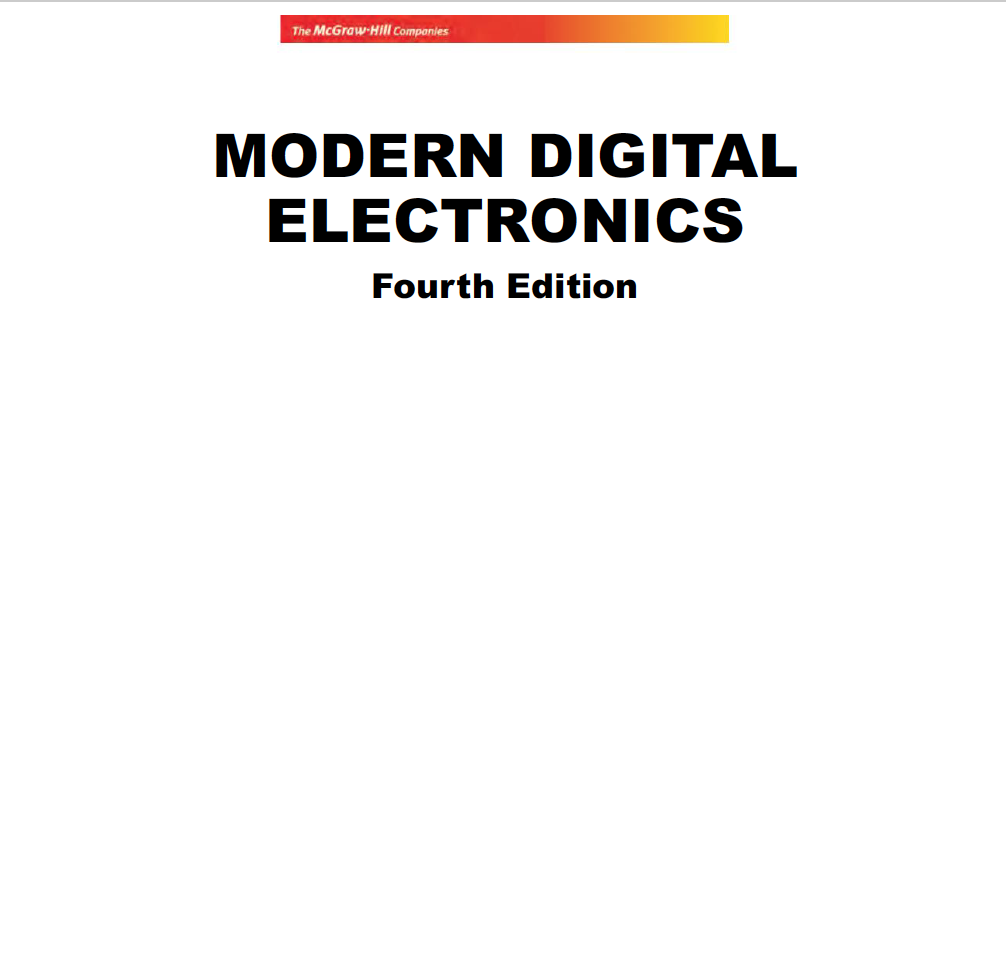 The McGraw·Hill Companies
MODERN DIGITAL
ELECTRONICS
Fourth Edition